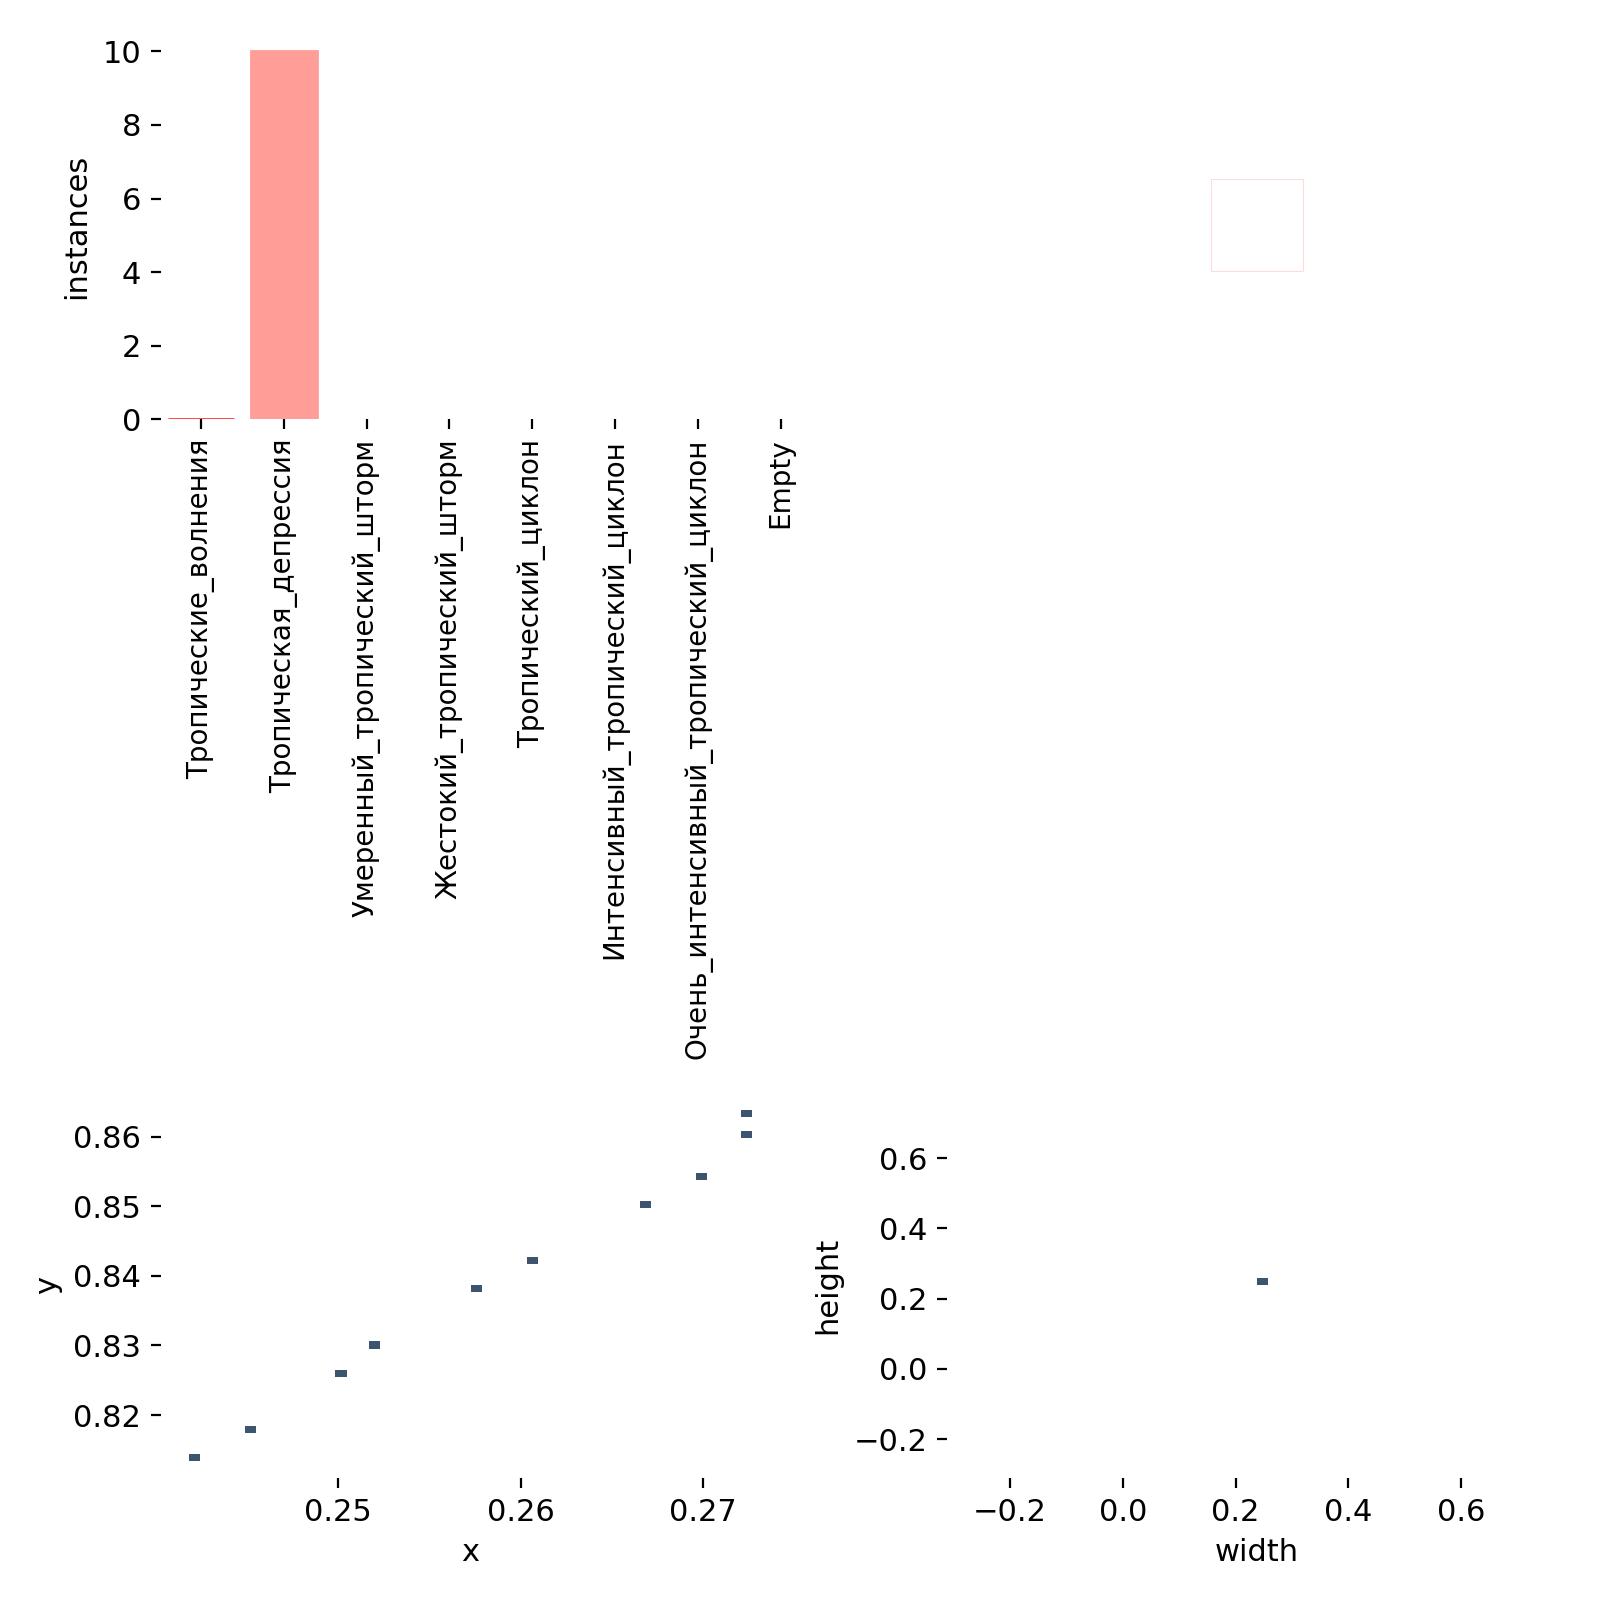 10
8
6
4
2
0
instances
Тропические_волнения
Тропическая_депрессия
Умеренный_тропический_шторм
Жестокий_тропический_шторм
Тропический_циклон
Интенсивный_тропический_циклон
Очень_интенсивный_тропический_циклон
Empty
0.86
0.85
0.84
0.83
0.82
y
0.25 0.26 0.27
x
0.6
0.4
0.2
0.0
−0.2
height
−0.2 0.0 0.2 0.4 0.6
width